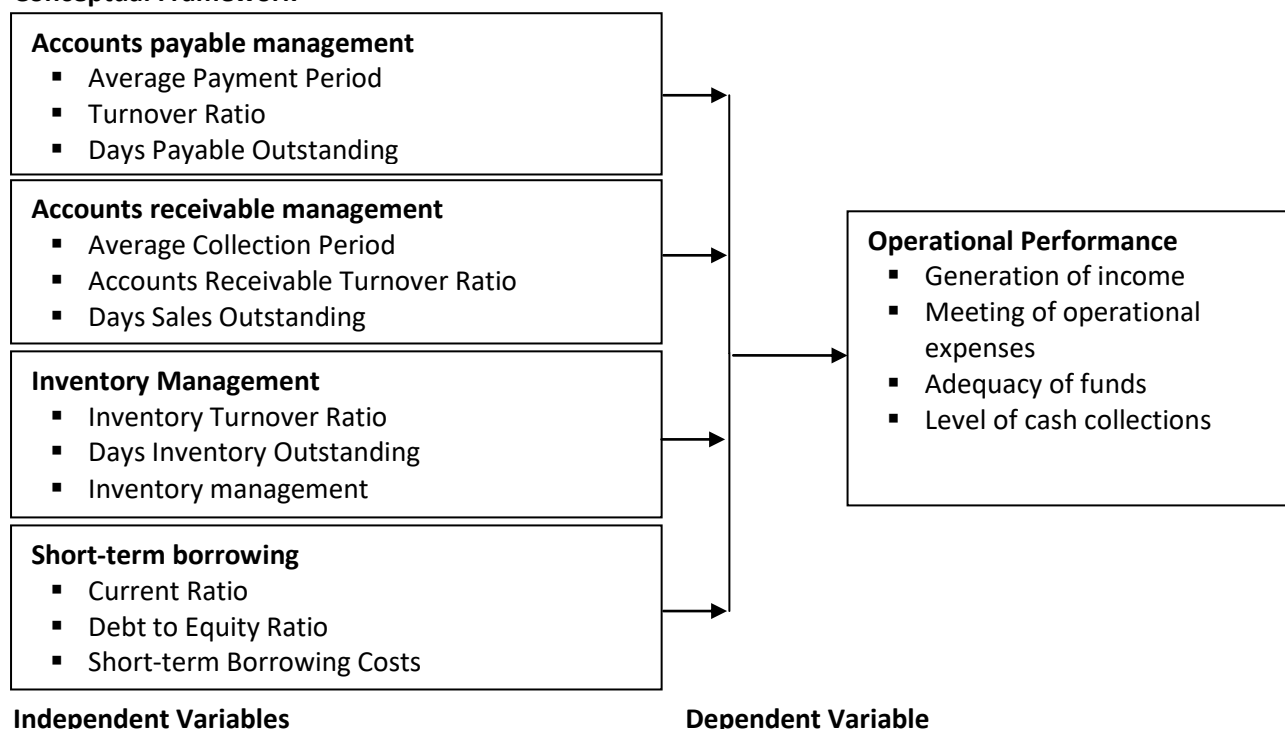 Conceptual Framework
Accounts payable management
▪ Average Payment Period
▪ Turnover Ratio
▪ Days Payable Outstanding
Accounts receivable management
▪ Average Collection Period
▪ Accounts Receivable Turnover Ratio
▪ Days Sales Outstanding
Inventory Management
▪ Inventory Turnover Ratio
▪ Days Inventory Outstanding
▪ Inventory management
Short-term borrowing
▪ Current Ratio
▪ Debt to Equity Ratio
▪ Short-term Borrowing Costs
Operational Performance
▪ Generation of income
▪ Meeting of operational
expenses
▪ Adequacy of funds
▪ Level of cash collections
Independent Variables
Dependent Variable